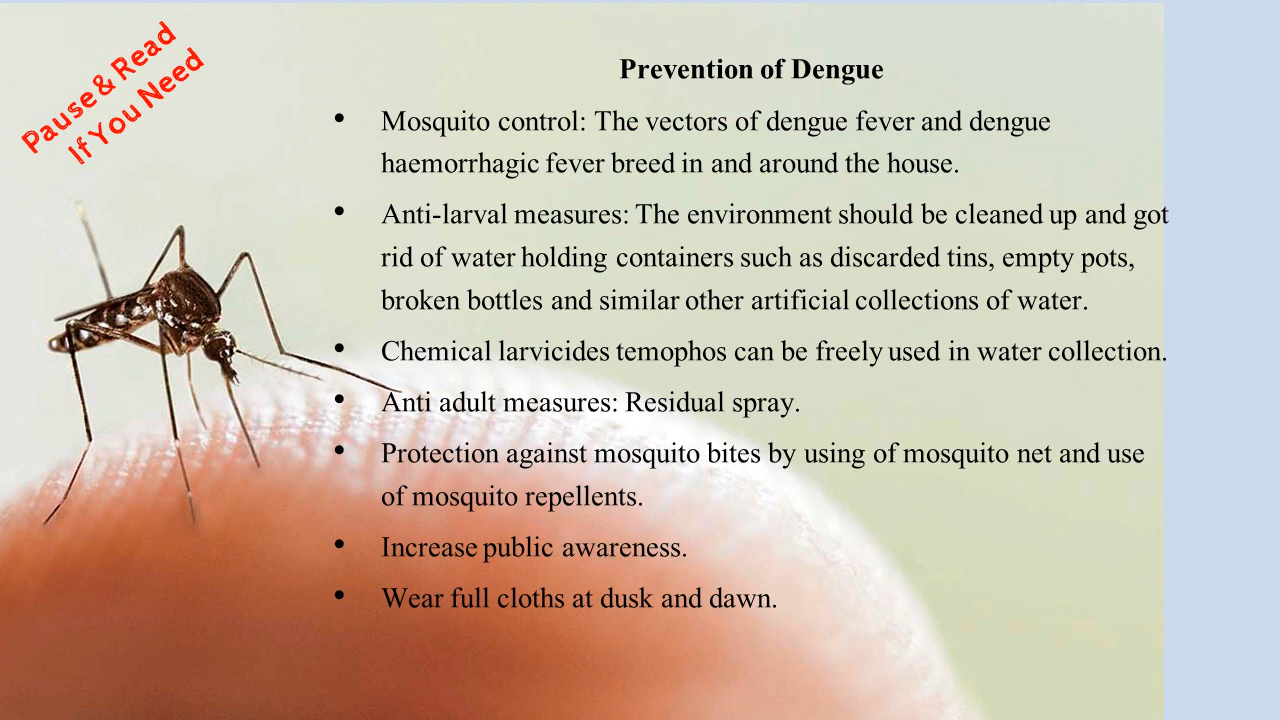 Pause & Read
If You Need
Prevention of Dengue
• Mosquito control: The vectors of dengue fever and dengue
haemorrhagic fever breed in and around the house.
• Anti-larval measures: The environment should be cleaned up and got
rid of water holding containers such as discarded tins, empty pots,
broken bottles and similar other artificial collections of water.
• Chemical larvicides temophos can be freely used in water collection.
• Anti adult measures: Residual spray.
• Protection against mosquito bites by using of mosquito net and use
of mosquito repellents.
• Increase public awareness.
• Wear full cloths at dusk and dawn.